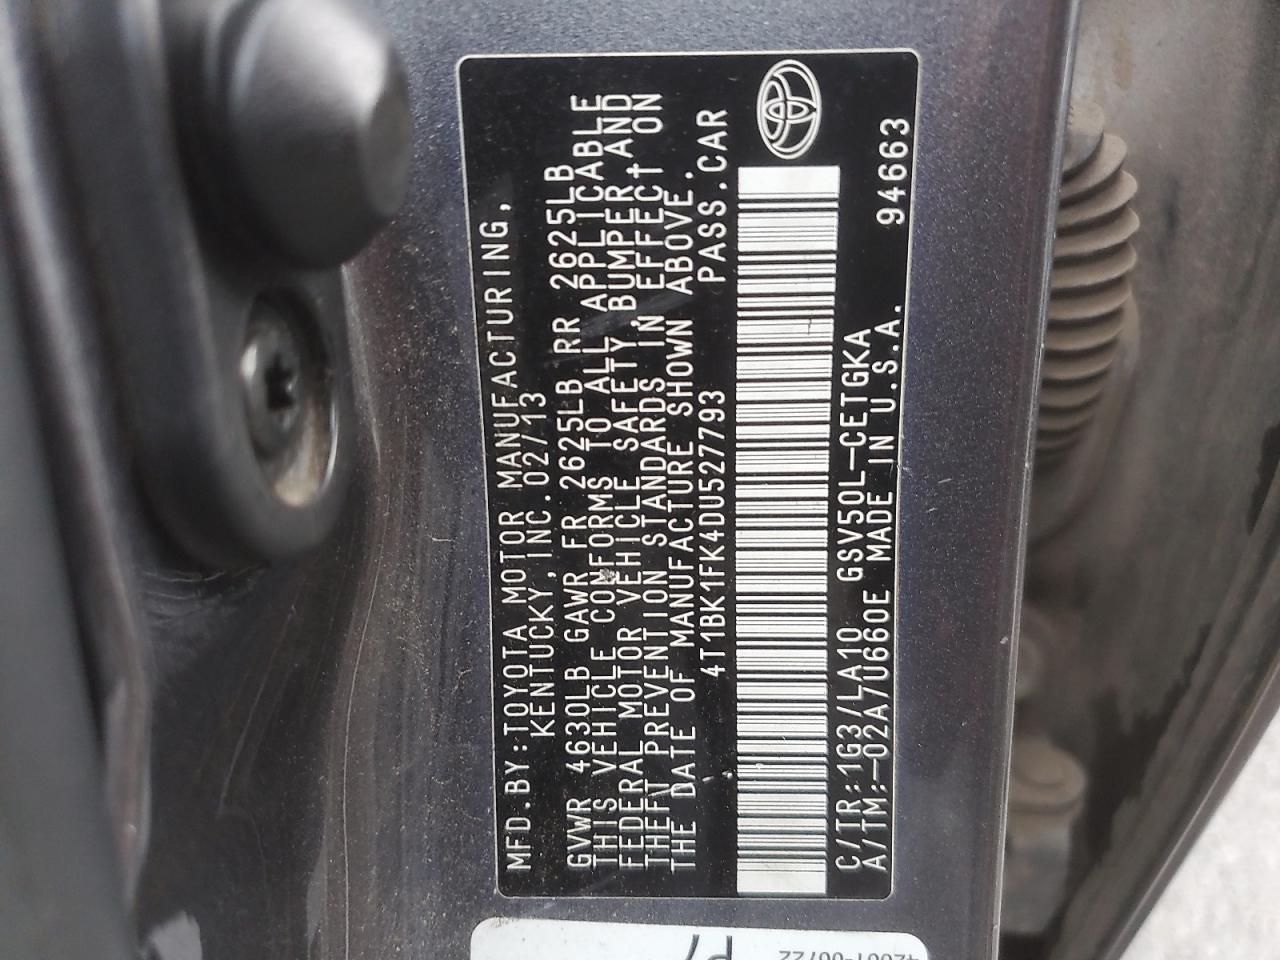 MFD.BY:TOYOTA MOTOR MANUFACTURING,
KENTUCKY, INC. 02/13
GVWR 4630LB GAWR FR 2625LB RR 2625LB
THIS VEHICLE CONFORMS TO ALL APPLICABLE
FEDERAL MOTOR VEHICLE SAFETY,BUMPER,AND
THEFT PREVENTION STANDARDS IN EFFECT ON
THE DATE OF MANUFACTURE SHOWN ABOVE.
4T1BK1FK4DU527793 PASS.CAR
C/TR:1G3/LA10 GSV50L-CETGKA
A/TM:-02A/U660E MADE IN U.S.A. 94663